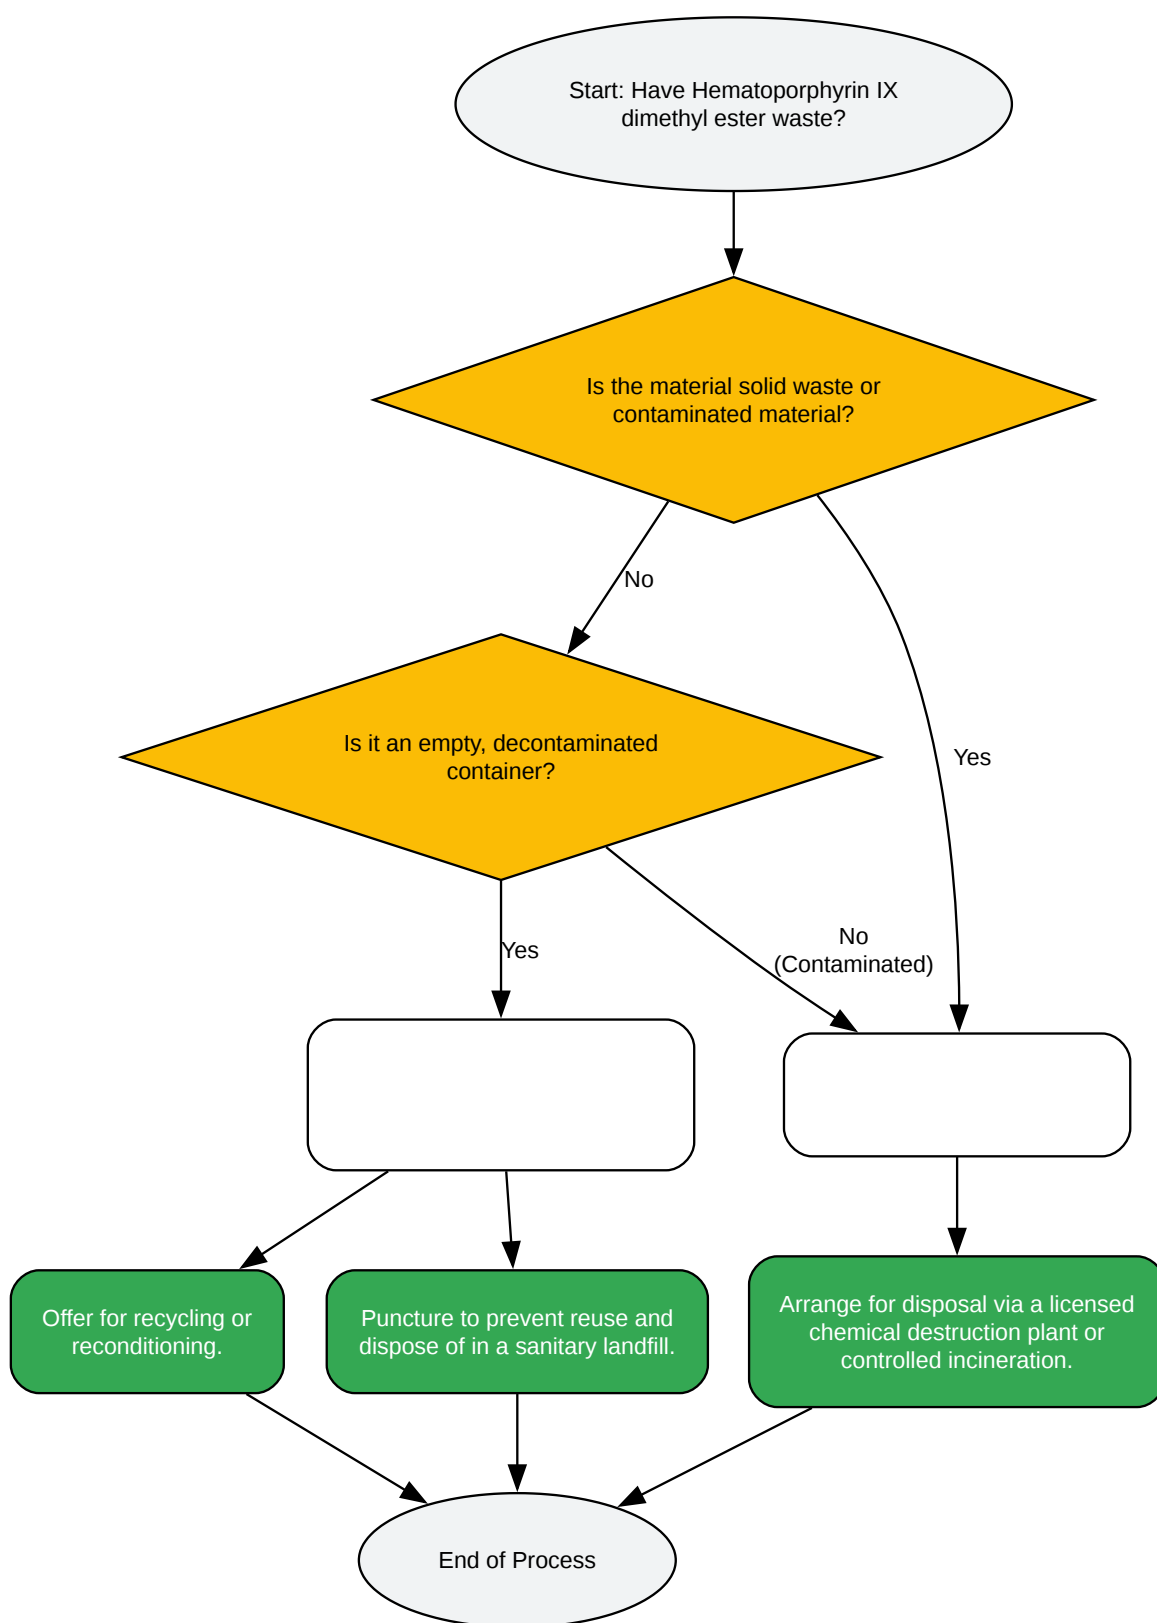 Start: Have Hematoporphyrin IX
dimethyl ester waste?
Is the material solid waste or
contaminated material?
No
Is it an empty, decontaminated
container?
Yes
Yes
No
(Contaminated)
Offer for recycling or
reconditioning.
Puncture to prevent reuse and
dispose of in a sanitary landfill.
Arrange for disposal via a licensed
chemical destruction plant or
controlled incineration.
End of Process